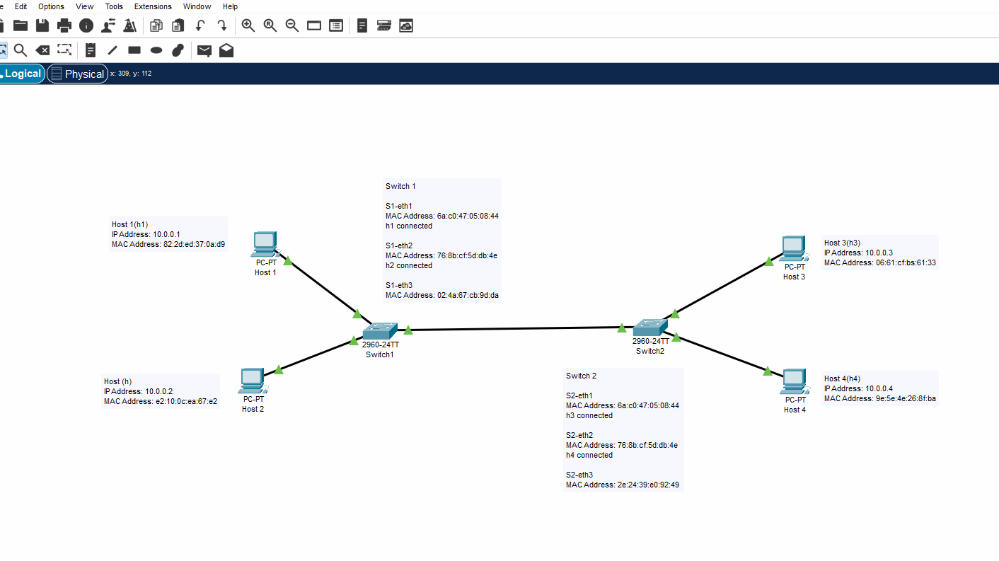 e Edit Options View Tools Extensions Window Help
Logical Physical x: 309, y: 112
Switch 1
S1-eth1
MAC Address: 6a:c0:47:05:08:44
h1 connected
S1-eth2
MAC Address: 76:8b:cf:5d:db:4e
h2 connected
S1-eth3
MAC Address: 02:4a:67:cb:9d:da
Host 1(h1)
IP Address: 10.0.0.1
MAC Address: 82:2d:ed:37:0a:d9
PC-PT
Host 1
PC-PT
Host 3
Host 3(h3)
IP Address: 10.0.0.3
MAC Address: 06:61:cf:bs:61:33
2960-24TT
Switch1
2960-24TT
Switch2
Host (h)
IP Address: 10.0.0.2
MAC Address: e2:10:0c:ea:67:e2
PC-PT
Host 2
Switch 2
S2-eth1
MAC Address: 6a:c0:47:05:08:44
h3 connected
S2-eth2
MAC Address: 76:8b:cf:5d:db:4e
h4 connected
S2-eth3
MAC Address: 2e:24:39:e0:92:49
PC-PT
Host 4
Host 4(h4)
IP Address: 10.0.0.4
MAC Address: 9e:5e:4e:26:8f:ba